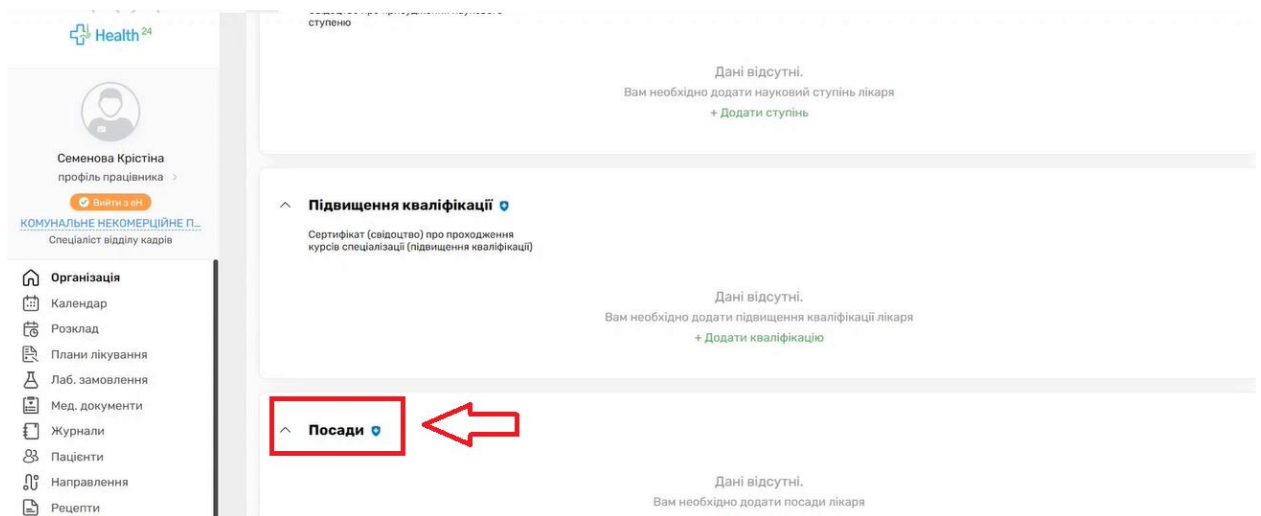 Health 24
Семенова Крістіна
профіль працівника
Вийти з еН
КОМУНАЛЬНЕ НЕКОМЕРЦІЙНЕ П...
Спеціаліст відділу кадрів
Організація
Календар
Розклад
Плани лікування
Лаб. замовлення
Мед. документи
Журнали
Пацієнти
Направлення
Рецепти
ступеню
Дані відсутні.
Вам необхідно додати науковий ступінь лікаря
+ Додати ступінь
Підвищення кваліфікації
Сертифікат (свідоцтво) про проходження
курсів спеціалізації (підвищення кваліфікації)
Дані відсутні.
Вам необхідно додати підвищення кваліфікації лікаря
+ Додати кваліфікацію
Посади
Дані відсутні.
Вам необхідно додати посади лікаря